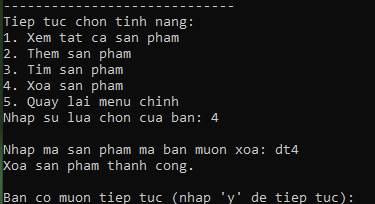 -----------------------------
Tiep tuc chon tinh nang:
1. Xem tat ca san pham
2. Them san pham
3. Tim san pham
4. Xoa san pham
5. Quay lai menu chinh
Nhap su lua chon cua ban: 4
Nhap ma san pham ma ban muon xoa: dt4
Xoa san pham thanh cong.
Ban co muon tiep tuc (nhap 'y' de tiep tuc):